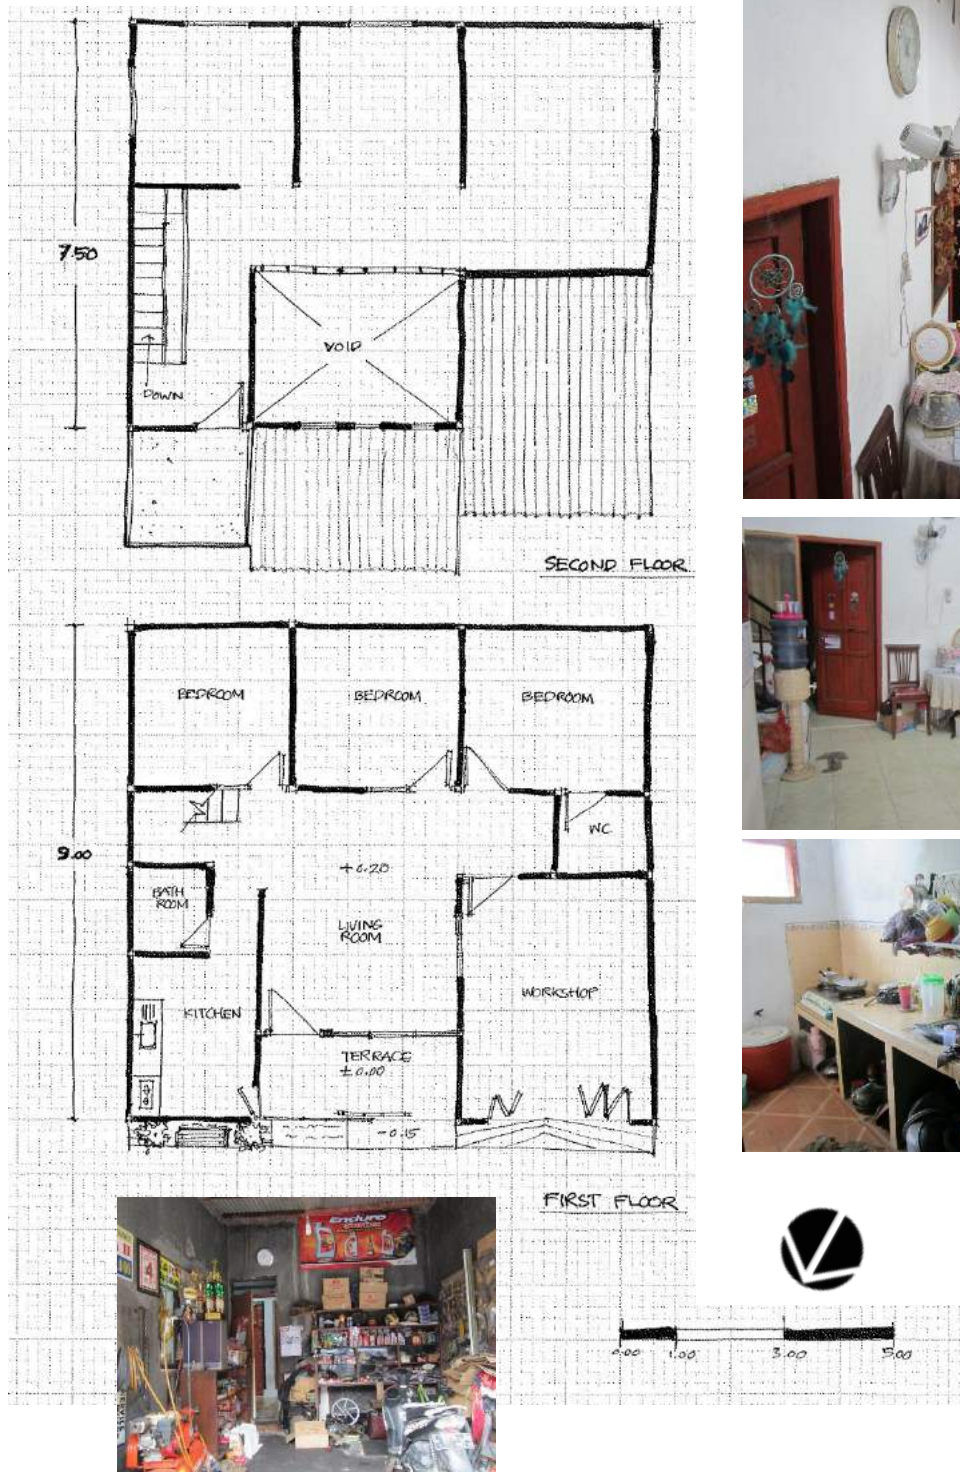 7.50
VOID
DOWN
SECOND FLOOR
BEDROOM
BEDROOM
BEDROOM
WC
9.00
+0.20
BATH
ROOM
LIVING
ROOM
KITCHEN
WORKSHOP
TERRACE
±0.00
-0.15
FIRST FLOOR
Enduro
4
0.00 1.00 3.00 5.00